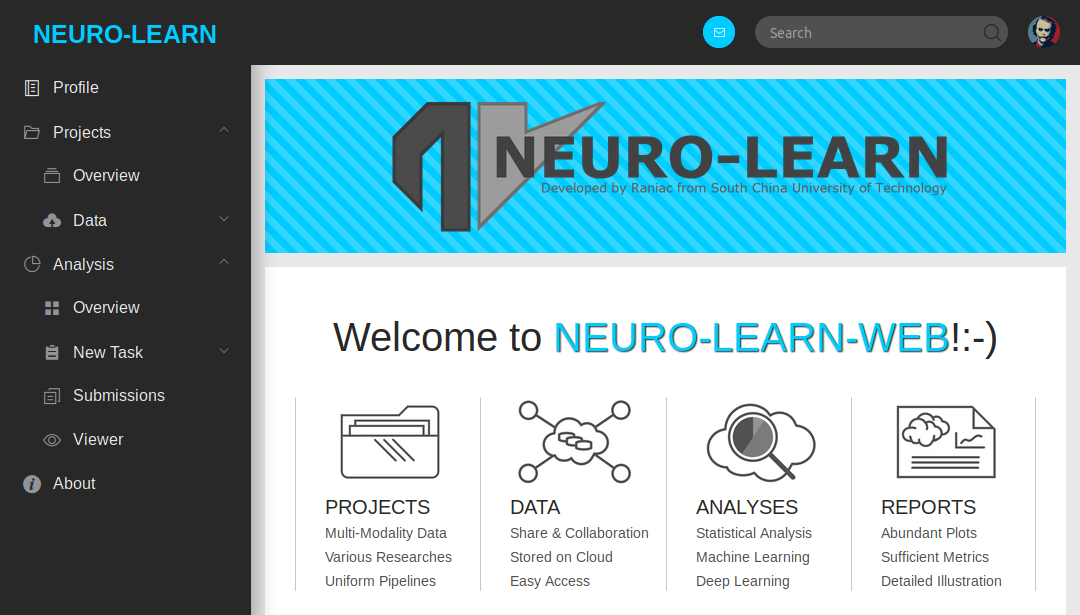 NEURO-LEARN
Search
Profile
Projects
Overview
Data
Analysis
Overview
New Task
Submissions
Viewer
About
NEURO-LEARN
Developed by Raniac from South China University of Technology
Welcome to NEURO-LEARN-WEB!:-)
PROJECTS
Multi-Modality Data
Various Researches
Uniform Pipelines
DATA
Share & Collaboration
Stored on Cloud
Easy Access
ANALYSES
Statistical Analysis
Machine Learning
Deep Learning
REPORTS
Abundant Plots
Sufficient Metrics
Detailed Illustration